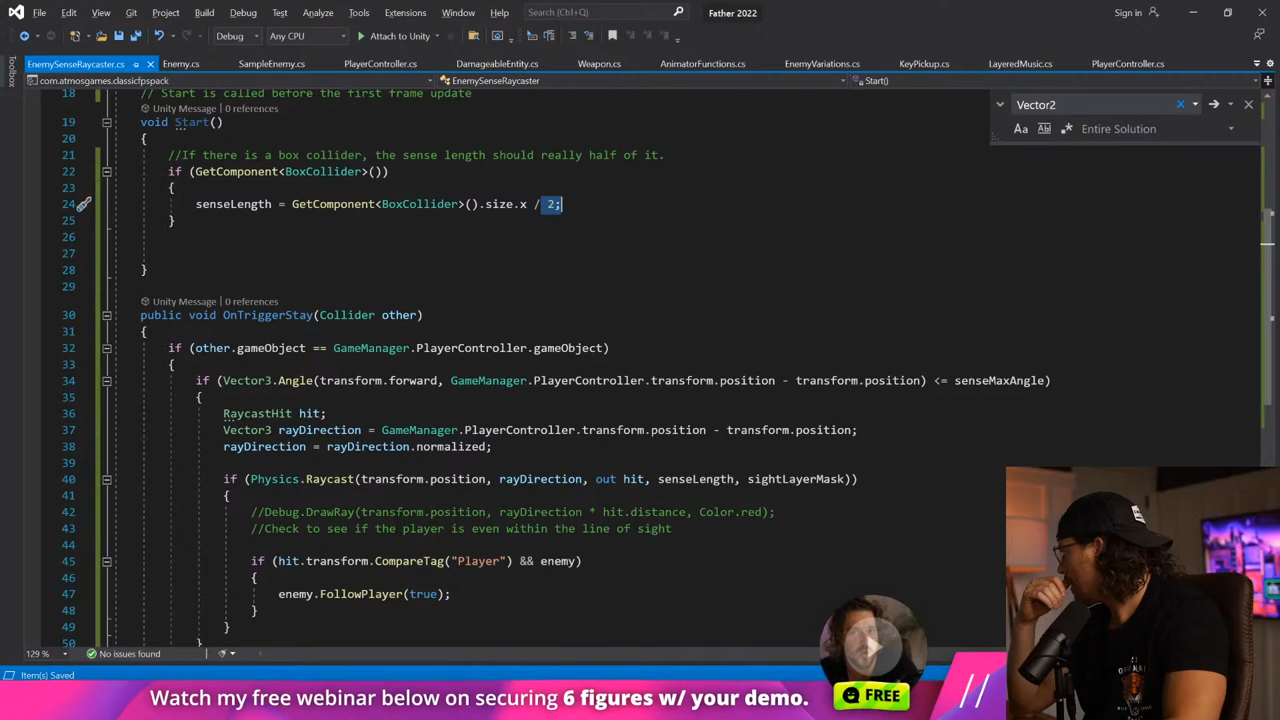 File Edit View Git Project Build Debug Test Analyze Tools Extensions Window Help Search (Ctrl+Q) Father 2022 Sign in
Debug Any CPU Attach to Unity
EnemySenseRaycaster.cs Enemy.cs SampleEnemy.cs PlayerController.cs DamageableEntity.cs Weapon.cs AnimatorFunctions.cs EnemyVariations.cs KeyPickup.cs LayeredMusic.cs PlayerController.cs
Toolbox
com.atmosgames.classicfpspack EnemySenseRaycaster Start()
Vector2
Aa Ab Entire Solution
18 // Start is called before the first frame update
Unity Message | 0 references
19 void Start()
20 {
21 //If there is a box collider, the sense length should really half of it.
22 if (GetComponent<BoxCollider>())
23 {
24 senseLength = GetComponent<BoxCollider>().size.x / 2;
25 }
26
27
28 }
29
Unity Message | 0 references
30 public void OnTriggerStay(Collider other)
31 {
32 if (other.gameObject == GameManager.PlayerController.gameObject)
33 {
34 if (Vector3.Angle(transform.forward, GameManager.PlayerController.transform.position - transform.position) <= senseMaxAngle)
35 {
36 RaycastHit hit;
37 Vector3 rayDirection = GameManager.PlayerController.transform.position - transform.position;
38 rayDirection = rayDirection.normalized;
39
40 if (Physics.Raycast(transform.position, rayDirection, out hit, senseLength, sightLayerMask))
41 {
42 //Debug.DrawRay(transform.position, rayDirection * hit.distance, Color.red);
43 //Check to see if the player is even within the line of sight
44
45 if (hit.transform.CompareTag("Player") && enemy)
46 {
47 enemy.FollowPlayer(true);
48 }
49 }
50 }
129 % No issues found
Item(s) Saved
Watch my free webinar below on securing 6 figures w/ your demo.
FREE
//